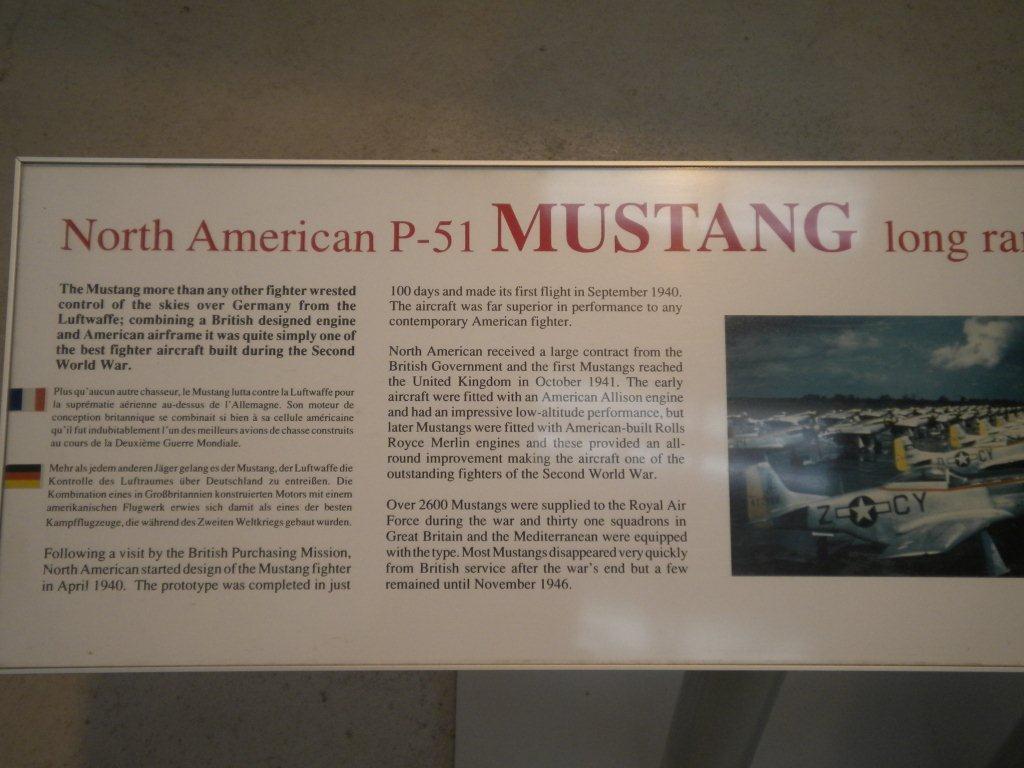 North American P-51 MUSTANG long ra
The Mustang more than any other fighter wrested
control of the skies over Germany from the
Luftwaffe; combining a British designed engine
and American airframe it was quite simply one of
the best fighter aircraft built during the Second
World War.
Plus qu'aucun autre chasseur, le Mustang lutta contre la Luftwaffe pour
la suprématie aérienne au-dessus de l'Allemagne. Son moteur de
conception britannique se combinait si bien à sa cellule américaine
qu'il fut indubitablement l'un des meilleurs avions de chasse construits
au cours de la Deuxième Guerre Mondiale.
Mehr als jedem anderen Jäger gelang es der Mustang, der Luftwaffe die
Kontrolle des Luftraumes über Deutschland zu entreißen. Die
Kombination eines in Großbritannien konstruierten Motors mit einem
amerikanischen Flugwerk erwies sich damit als eines der besten
Kampfflugzeuge, die während des Zweiten Weltkriegs gebaut wurden.
Following a visit by the British Purchasing Mission,
North American started design of the Mustang fighter
in April 1940. The prototype was completed in just
100 days and made its first flight in September 1940.
The aircraft was far superior in performance to any
contemporary American fighter.
North American received a large contract from the
British Government and the first Mustangs reached
the United Kingdom in October 1941. The early
aircraft were fitted with an American Allison engine
and had an impressive low-altitude performance, but
later Mustangs were fitted with American-built Rolls
Royce Merlin engines and these provided an all-
round improvement making the aircraft one of the
outstanding fighters of the Second World War.
Over 2600 Mustangs were supplied to the Royal Air
Force during the war and thirty one squadrons in
Great Britain and the Mediterranean were equipped
with the type. Most Mustangs disappeared very quickly
from British service after the war's end but a few
remained until November 1946.
CY
Z CY